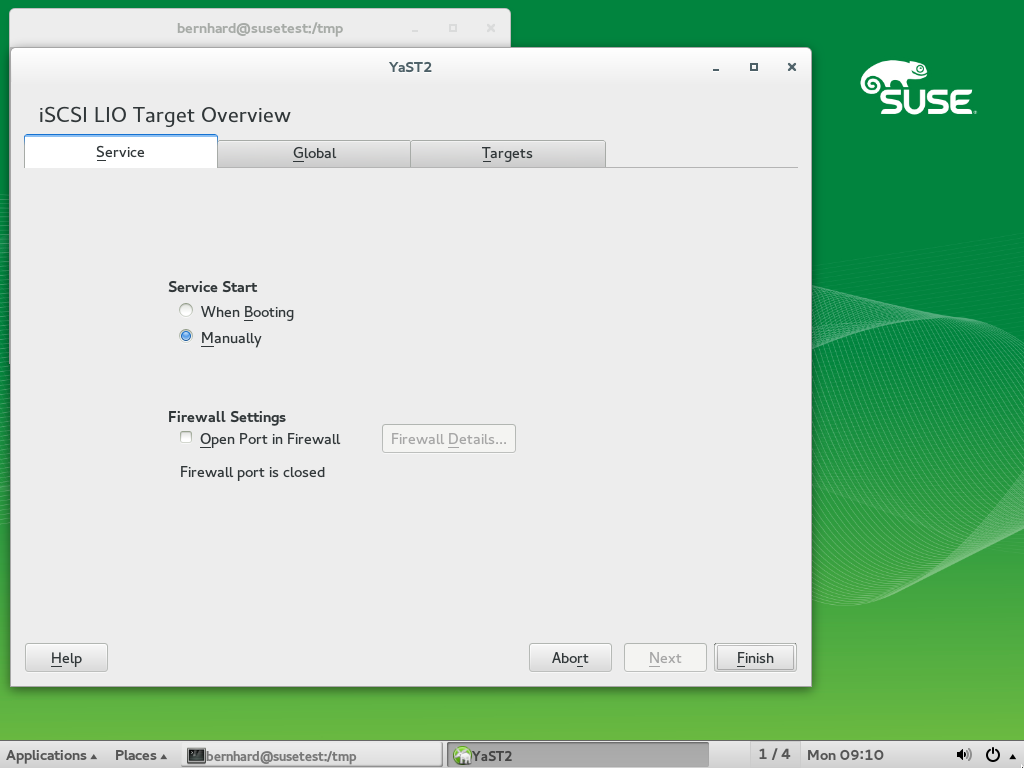 bernhard@susetest:/tmp
YaST2
iSCSI LIO Target Overview
Service Global Targets
SUSE
Service Start
When Booting
Manually
Firewall Settings
Open Port in Firewall Firewall Details...
Firewall port is closed
Help Abort Next Finish
Applications Places bernhard@susetest:/tmp YaST2 1 / 4 Mon 09:10